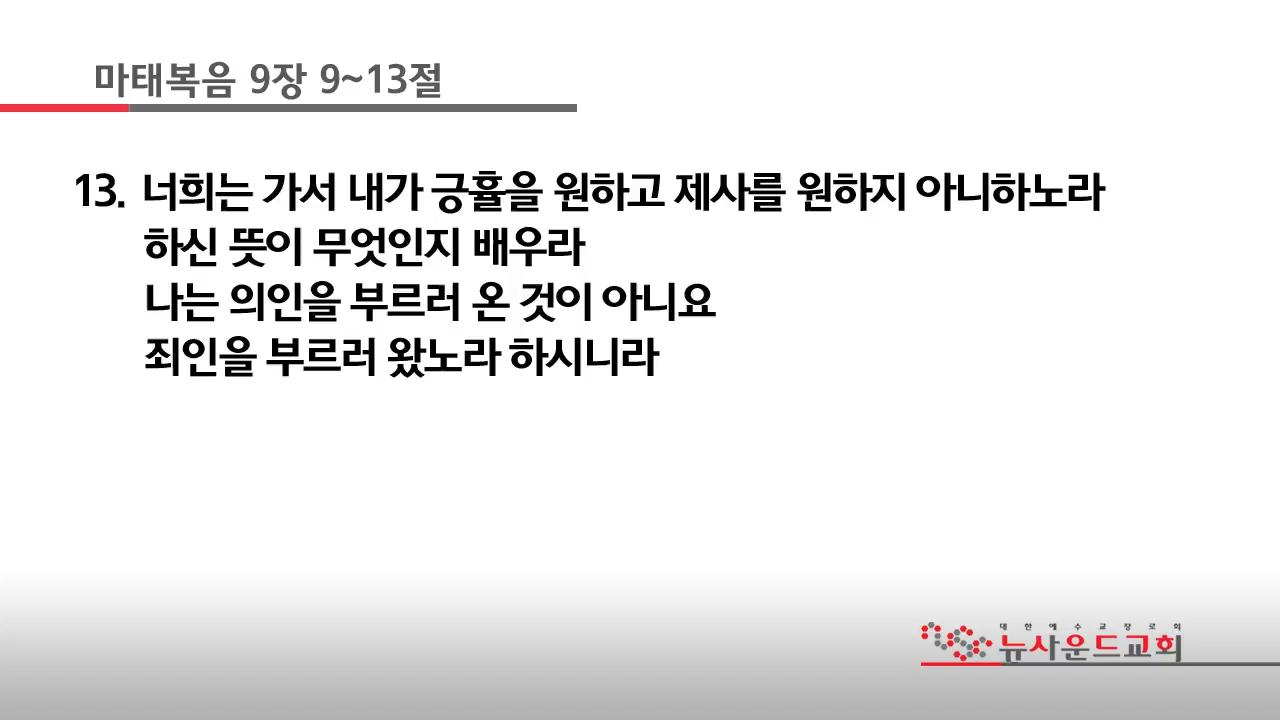 마태복음 9장 9~13절
13. 너희는 가서 내가 긍휼을 원하고 제사를 원하지 아니하노라
하신 뜻이 무엇인지 배우라
나는 의인을 부르러 온 것이 아니요
죄인을 부르러 왔노라 하시니라
대한예수교장로회
뉴사운드교회